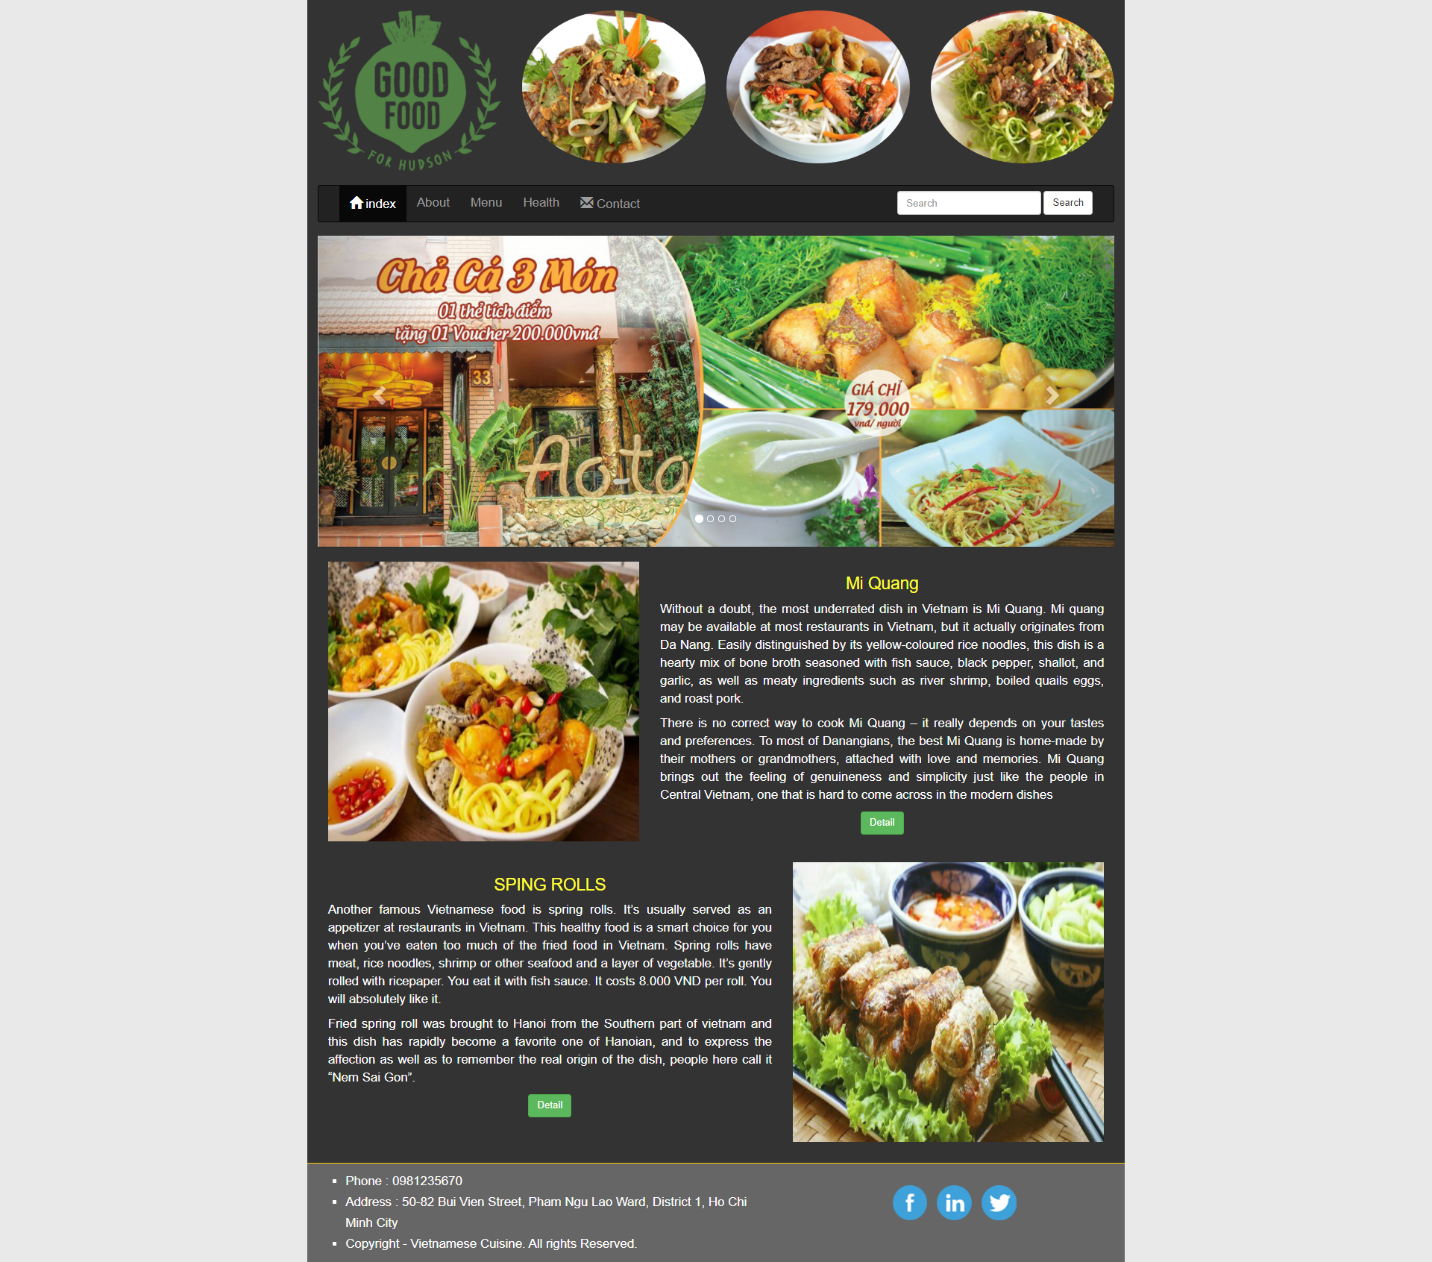 GOOD
FOOD
FOR HUDSON
index About Menu Health Contact Search Search
Chả Cá 3 Món
01 thẻ tích điểm
tặng 01 Voucher 200.000vnđ
33
Ao ta
GIÁ CHỈ
179.000
vnđ/ người
Mi Quang
Without a doubt, the most underrated dish in Vietnam is Mi Quang. Mi quang
may be available at most restaurants in Vietnam, but it actually originates from
Da Nang. Easily distinguished by its yellow-coloured rice noodles, this dish is a
hearty mix of bone broth seasoned with fish sauce, black pepper, shallot, and
garlic, as well as meaty ingredients such as river shrimp, boiled quails eggs,
and roast pork.
There is no correct way to cook Mi Quang – it really depends on your tastes
and preferences. To most of Danangians, the best Mi Quang is home-made by
their mothers or grandmothers, attached with love and memories. Mi Quang
brings out the feeling of genuineness and simplicity just like the people in
Central Vietnam, one that is hard to come across in the modern dishes
Detail
SPING ROLLS
Another famous Vietnamese food is spring rolls. It's usually served as an
appetizer at restaurants in Vietnam. This healthy food is a smart choice for you
when you've eaten too much of the fried food in Vietnam. Spring rolls have
meat, rice noodles, shrimp or other seafood and a layer of vegetable. It's gently
rolled with ricepaper. You eat it with fish sauce. It costs 8.000 VND per roll. You
will absolutely like it.
Fried spring roll was brought to Hanoi from the Southern part of vietnam and
this dish has rapidly become a favorite one of Hanoian, and to express the
affection as well as to remember the real origin of the dish, people here call it
“Nem Sai Gon”.
Detail
Phone : 0981235670
Address : 50-82 Bui Vien Street, Pham Ngu Lao Ward, District 1, Ho Chi
Minh City
Copyright - Vietnamese Cuisine. All rights Reserved.